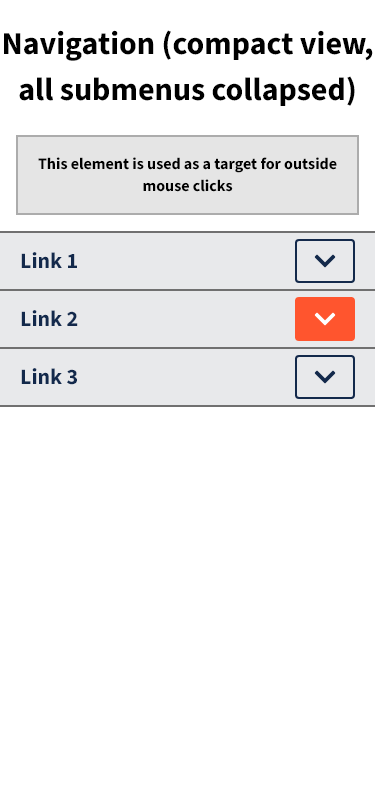 Navigation (compact view,
all submenus collapsed)
This element is used as a target for outside
mouse clicks
Link 1
Link 2
Link 3